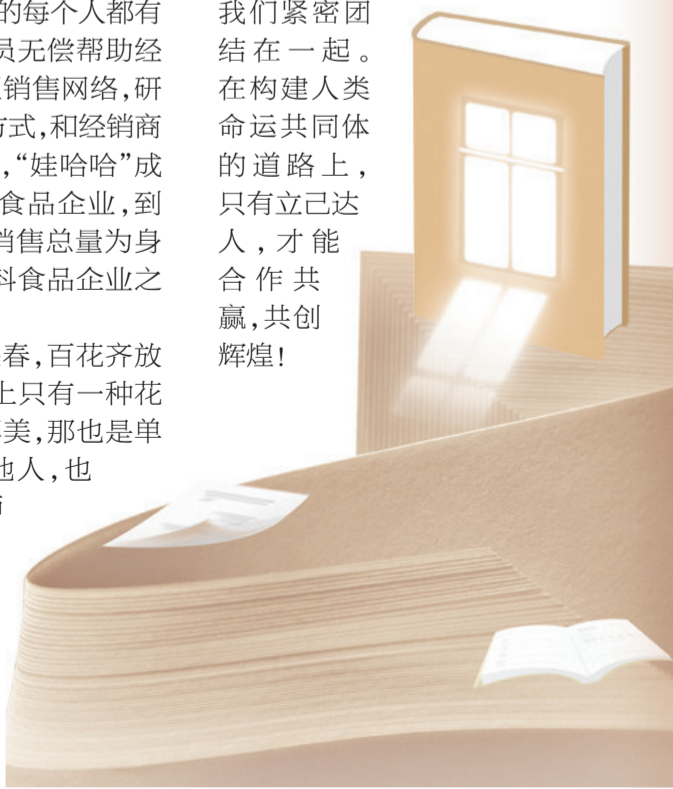 的每个人都有
员无偿帮助经
销售网络,研
方式,和经销商
,“娃哈哈”成
食品企业,到
销售总量为身
料食品企业之
春,百花齐放
上只有一种花
美,那也是单
他人,也
我们紧密团
结在一起。
在构建人类
命运共同体
的道路上,
只有立己达
人,才能
合作共
赢,共创
辉煌!